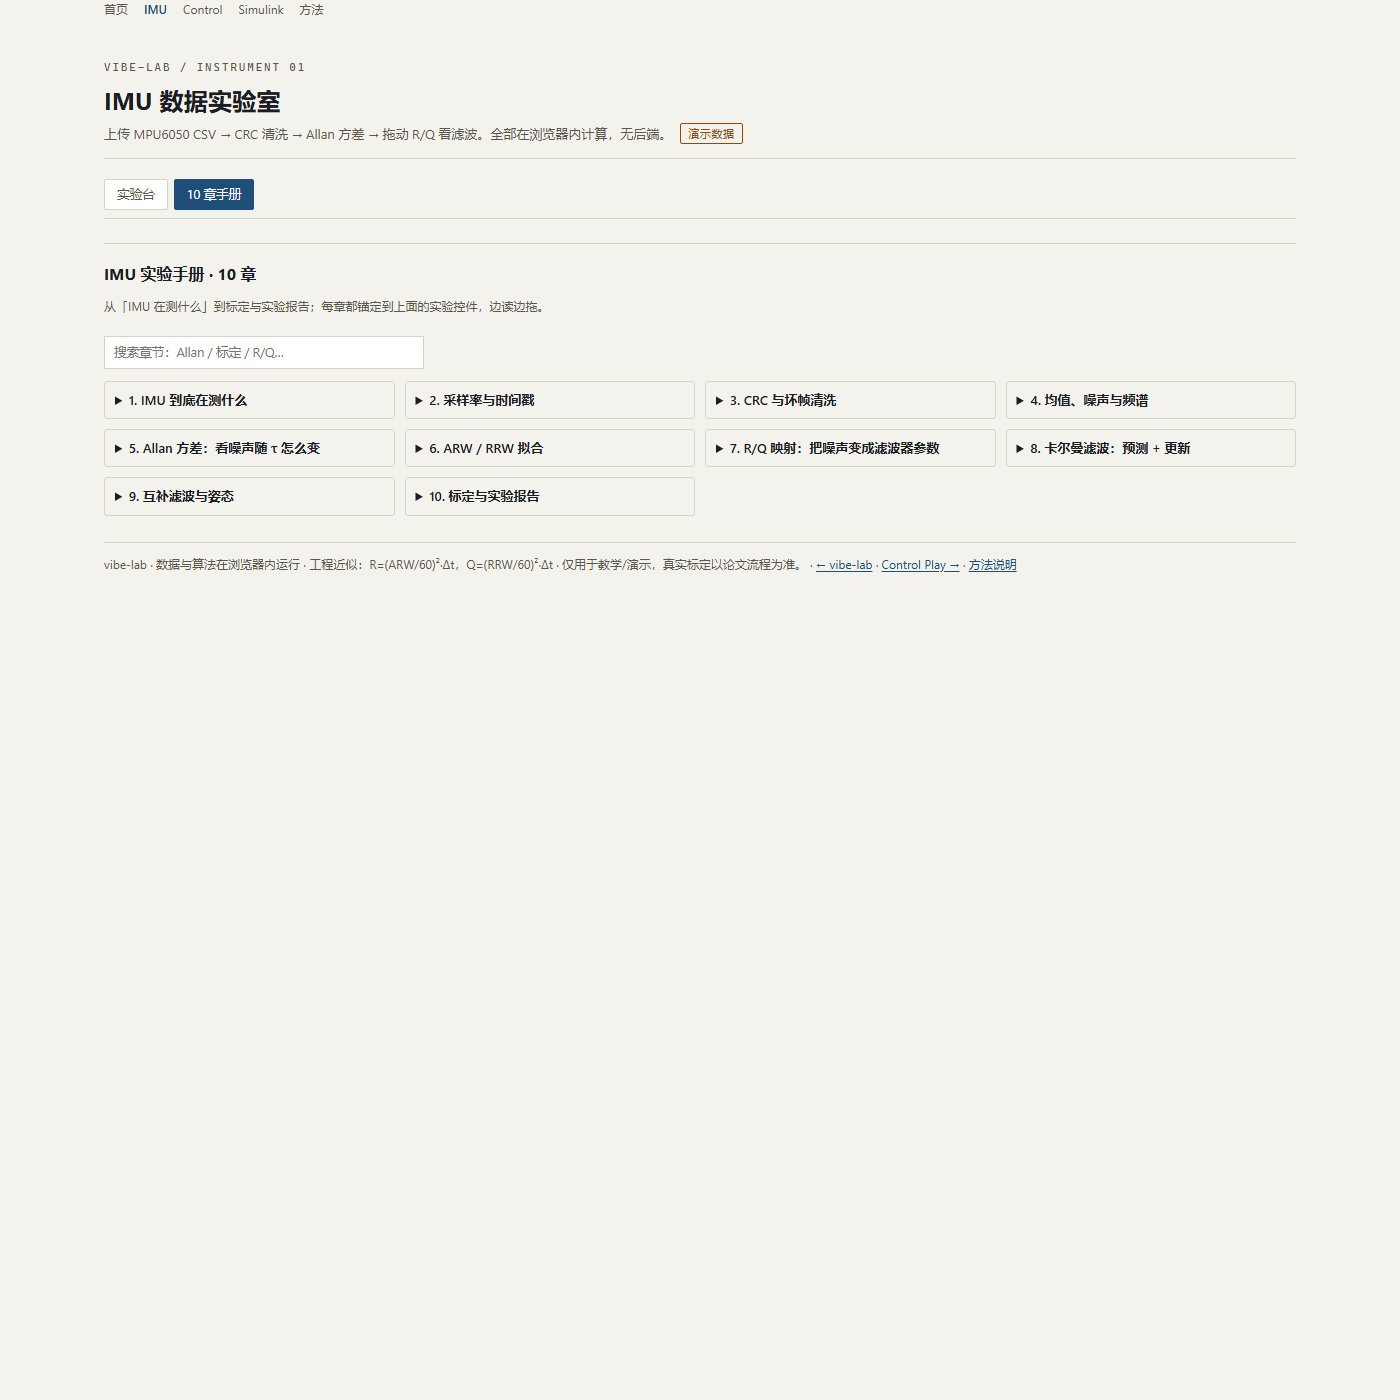 首页 IMU Control Simulink 方法
VIBE-LAB / INSTRUMENT 01
IMU 数据实验室
上传 MPU6050 CSV → CRC 清洗 → Allan 方差 → 拖动 R/Q 看滤波。全部在浏览器内计算，无后端。 演示数据
实验台 10 章手册
IMU 实验手册 · 10 章
从「IMU 在测什么」到标定与实验报告；每章都锚定到上面的实验控件，边读边拖。
搜索章节：Allan / 标定 / R/Q...
▶ 1. IMU 到底在测什么 ▶ 2. 采样率与时间戳 ▶ 3. CRC 与坏帧清洗 ▶ 4. 均值、噪声与频谱
▶ 5. Allan 方差：看噪声随 τ 怎么变 ▶ 6. ARW / RRW 拟合 ▶ 7. R/Q 映射：把噪声变成滤波器参数 ▶ 8. 卡尔曼滤波：预测 + 更新
▶ 9. 互补滤波与姿态 ▶ 10. 标定与实验报告
vibe-lab · 数据与算法在浏览器内运行 · 工程近似：R=(ARW/60)²·Δt，Q=(RRW/60)²·Δt · 仅用于教学/演示，真实标定以论文流程为准。 · ← vibe-lab · Control Play → · 方法说明